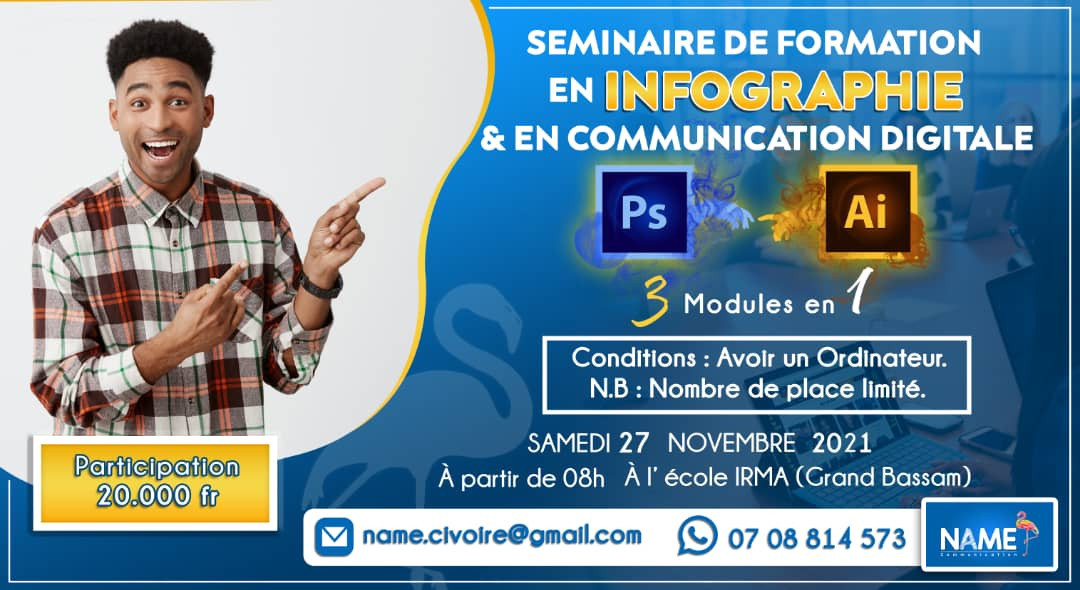 SEMINAIRE DE FORMATION
EN INFOGRAPHIE
& EN COMMUNICATION DIGITALE
Ps Ai
3 Modules en 1
Conditions : Avoir un Ordinateur.
N.B : Nombre de place limité.
SAMEDI 27 NOVEMBRE 2021
À partir de 08h À l' école IRMA (Grand Bassam)
Participation
20.000 fr
name.civoire@gmail.com 07 08 814 573
NAME
Communication